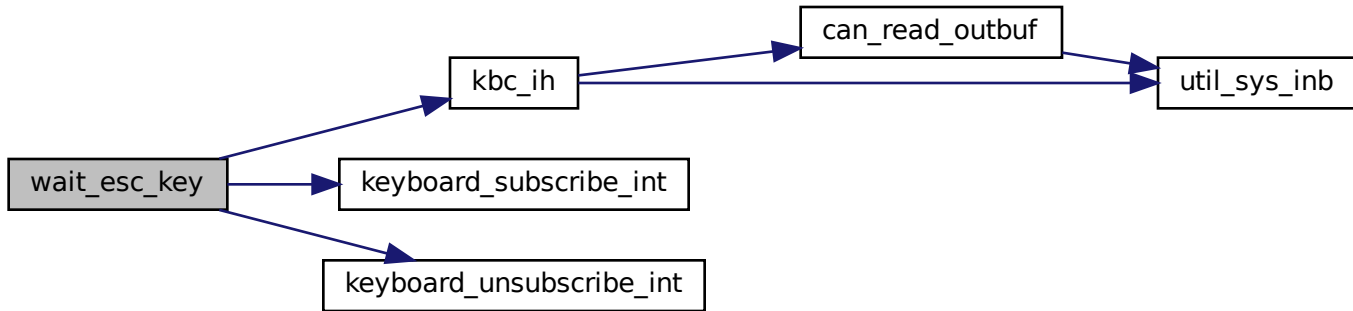 can_read_outbuf
kbc_ih
util_sys_inb
wait_esc_key
keyboard_subscribe_int
keyboard_unsubscribe_int